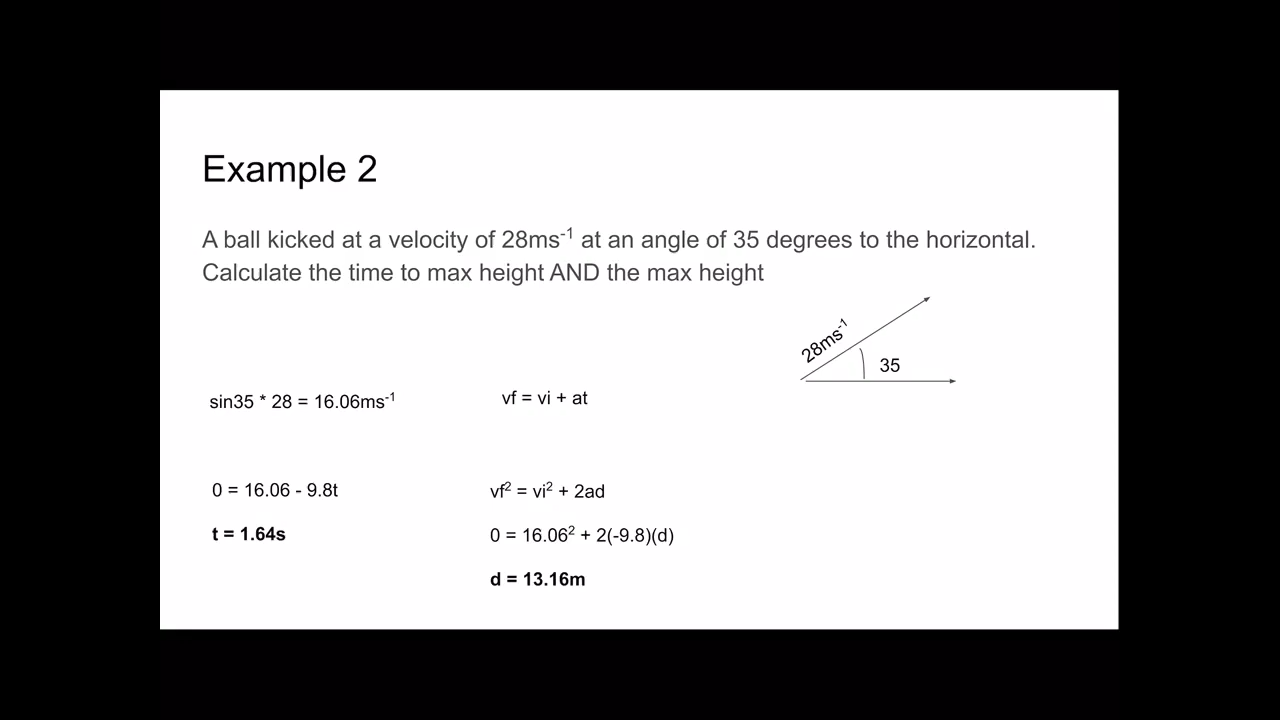 Example 2
A ball kicked at a velocity of 28ms⁻¹ at an angle of 35 degrees to the horizontal.
Calculate the time to max height AND the max height
28ms⁻¹
35
sin35 * 28 = 16.06ms⁻¹
vf = vi + at
0 = 16.06 - 9.8t
vf² = vi² + 2ad
t = 1.64s
0 = 16.06² + 2(-9.8)(d)
d = 13.16m